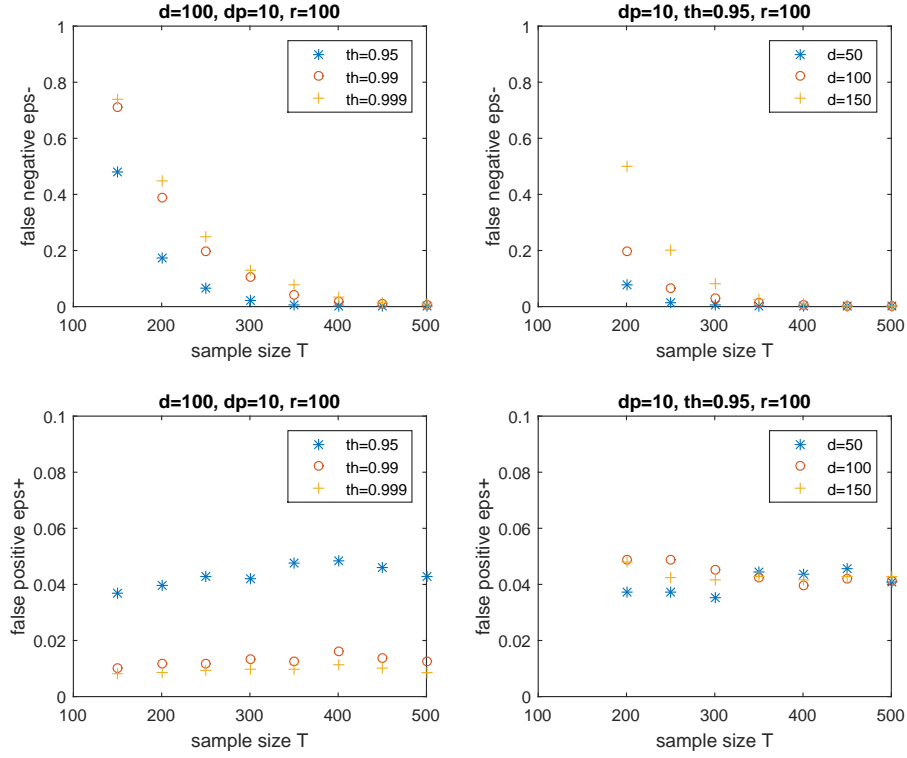 d=100, dp=10, r=100
1
0.8
0.6
0.4
0.2
0
false negative eps-
th=0.95
th=0.99
th=0.999
100
200
300
400
500
sample size T
dp=10, th=0.95, r=100
1
0.8
0.6
0.4
0.2
0
false negative eps-
d=50
d=100
d=150
100
200
300
400
500
sample size T
d=100, dp=10, r=100
0.1
0.08
0.06
0.04
0.02
0
false positive eps+
th=0.95
th=0.99
th=0.999
100
200
300
400
500
sample size T
dp=10, th=0.95, r=100
0.1
0.08
0.06
0.04
0.02
0
false positive eps+
d=50
d=100
d=150
100
200
300
400
500
sample size T